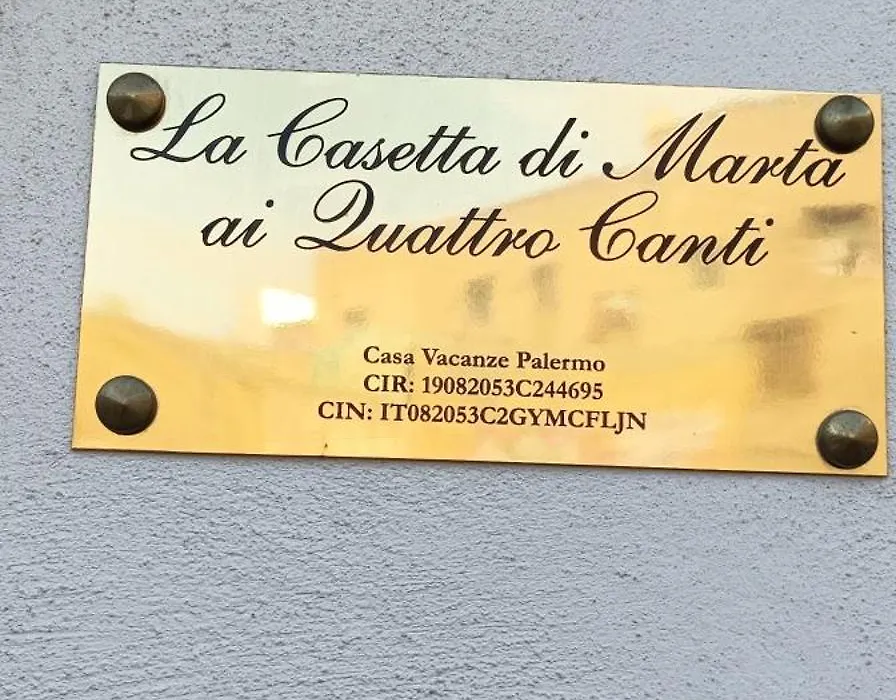 La Casetta di Marta
ai Quattro Canti
Casa Vacanze Palermo
CIR: 19082053C244695
CIN: IT082053C2GYMCFLJN